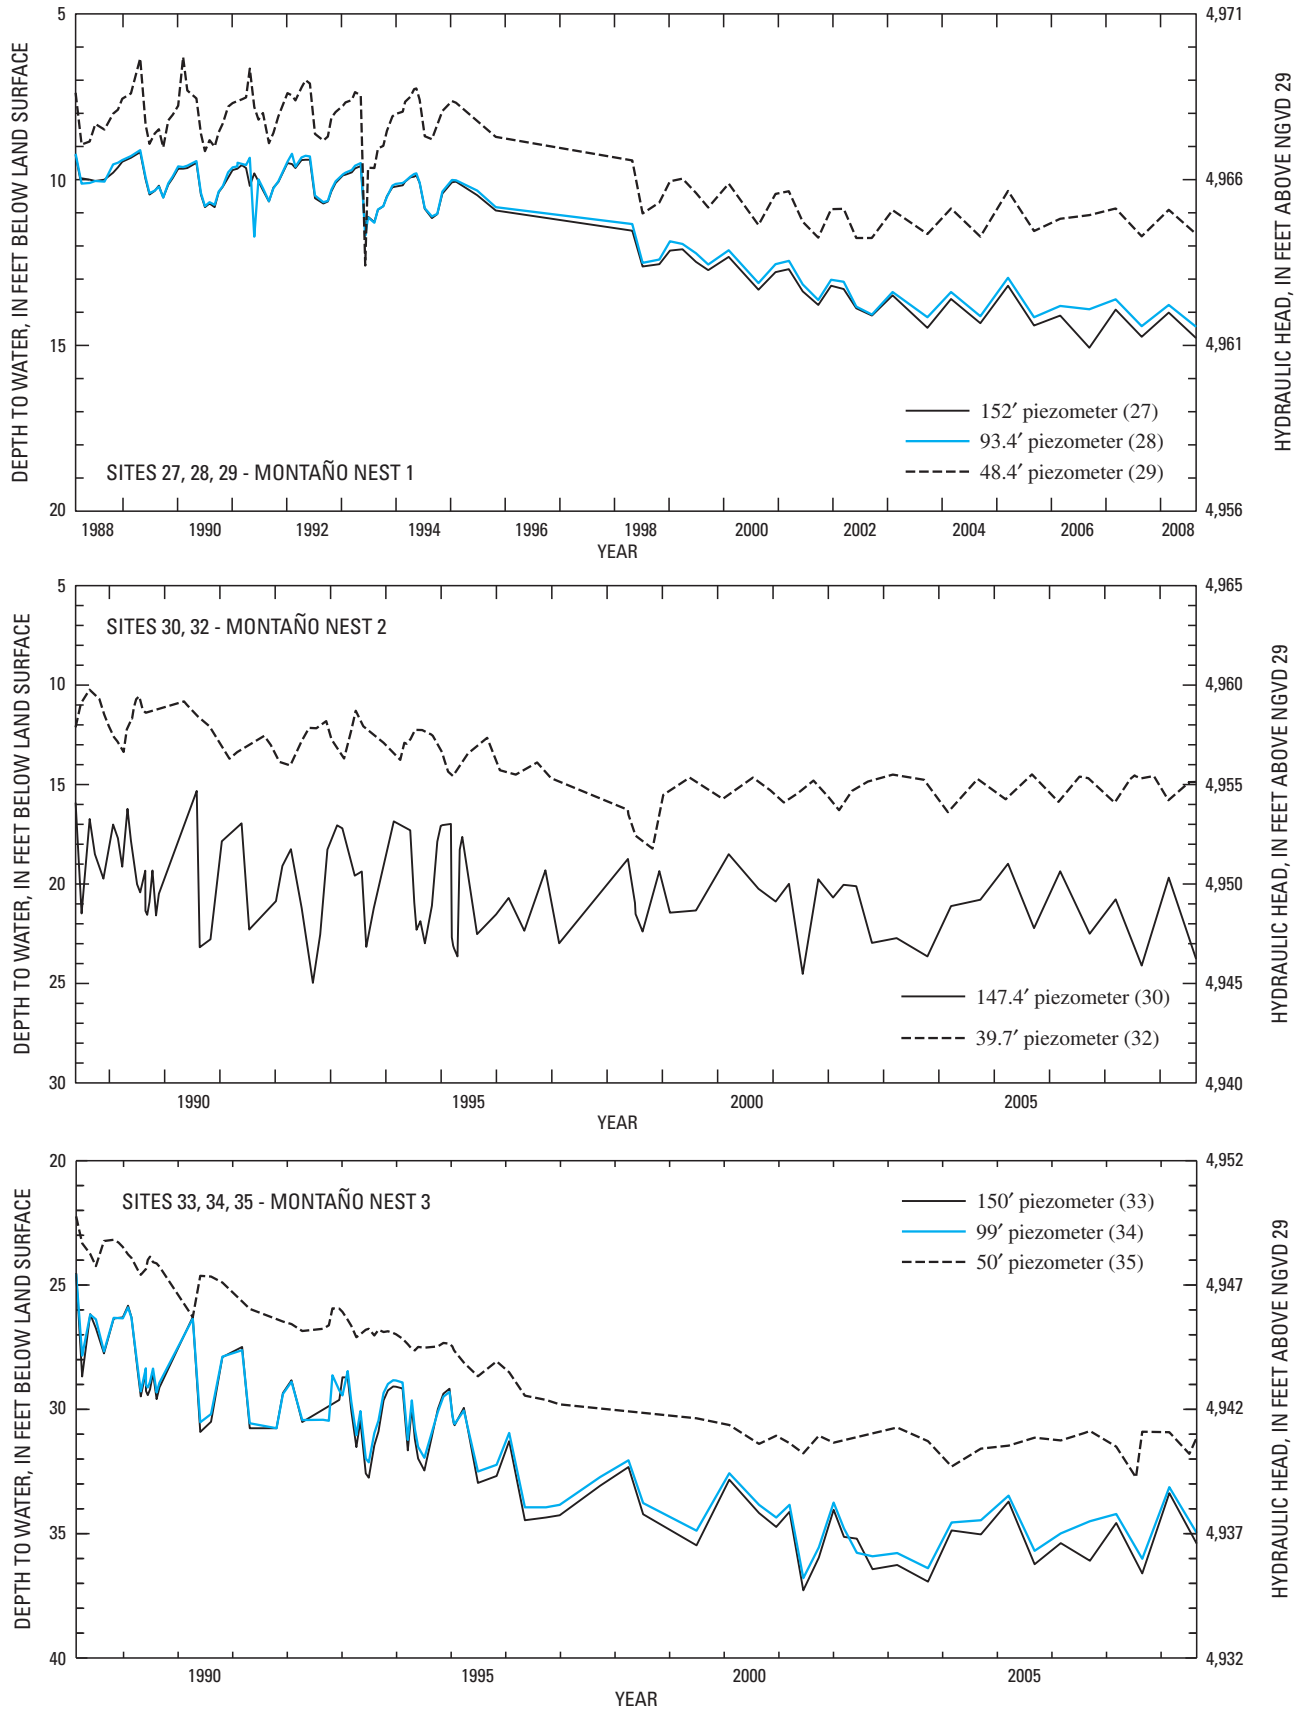 DEPTH TO WATER, IN FEET BELOW LAND SURFACE
5
10
15
20
4,971
4,966
4,961
4,956
HYDRAULIC HEAD, IN FEET ABOVE NGVD 29
152′ piezometer (27)
93.4′ piezometer (28)
48.4′ piezometer (29)
SITES 27, 28, 29 - MONTAÑO NEST 1
1988 1990 1992 1994 1996 1998 2000 2002 2004 2006 2008
YEAR
DEPTH TO WATER, IN FEET BELOW LAND SURFACE
5
10
15
20
25
30
4,965
4,960
4,955
4,950
4,945
4,940
HYDRAULIC HEAD, IN FEET ABOVE NGVD 29
SITES 30, 32 - MONTAÑO NEST 2
147.4′ piezometer (30)
39.7′ piezometer (32)
1990 1995 2000 2005
YEAR
DEPTH TO WATER, IN FEET BELOW LAND SURFACE
20
25
30
35
40
4,952
4,947
4,942
4,937
4,932
HYDRAULIC HEAD, IN FEET ABOVE NGVD 29
SITES 33, 34, 35 - MONTAÑO NEST 3
150′ piezometer (33)
99′ piezometer (34)
50′ piezometer (35)
1990 1995 2000 2005
YEAR